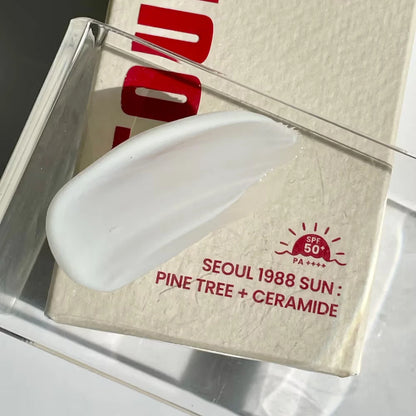 SPF
50+
PA ++++
SEOUL 1988 SUN :
PINE TREE + CERAMIDE